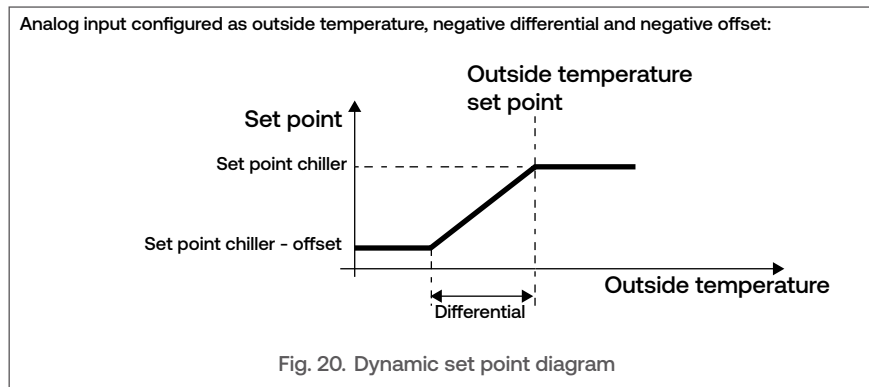 Analog input configured as outside temperature, negative differential and negative offset:
Outside temperature
set point
Set point
Set point chiller
Set point chiller - offset
Outside temperature
Differential
Fig. 20. Dynamic set point diagram